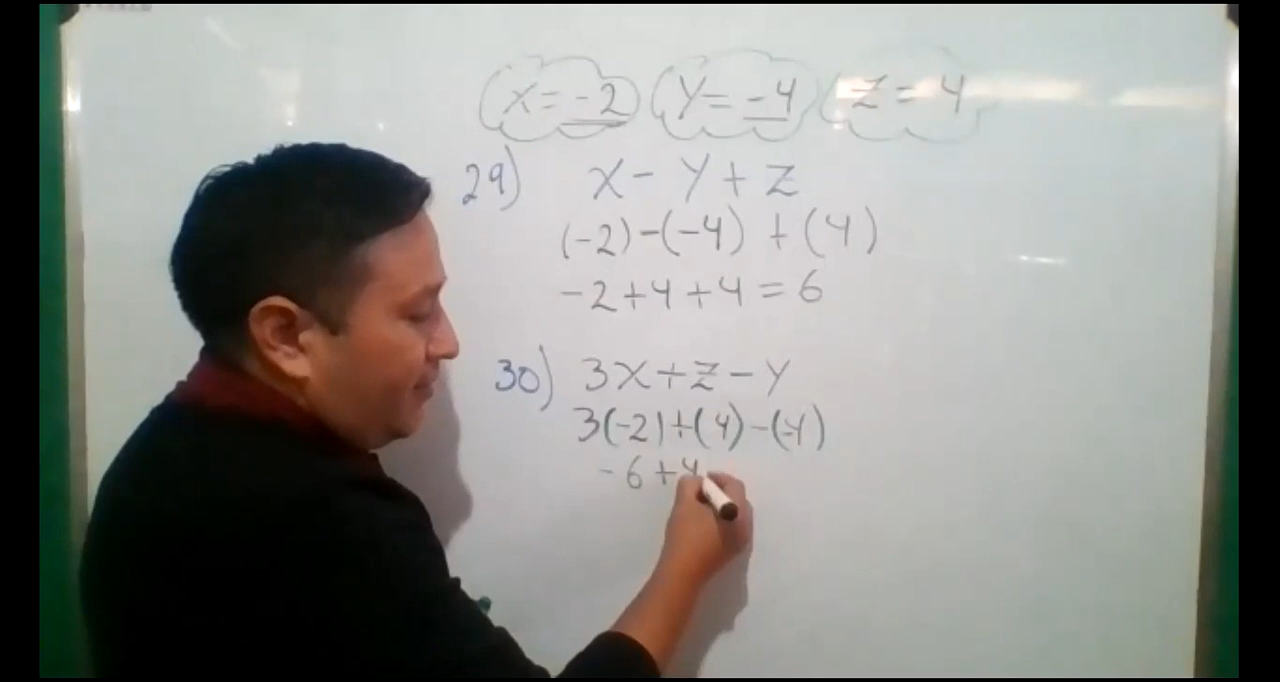 x = -2 y = -4 z = 4
29) x - y + z
(-2) - (-4) + (4)
-2 + 4 + 4 = 6
30) 3x + z - y
3(-2) + (4) - (-4)
-6 + 4